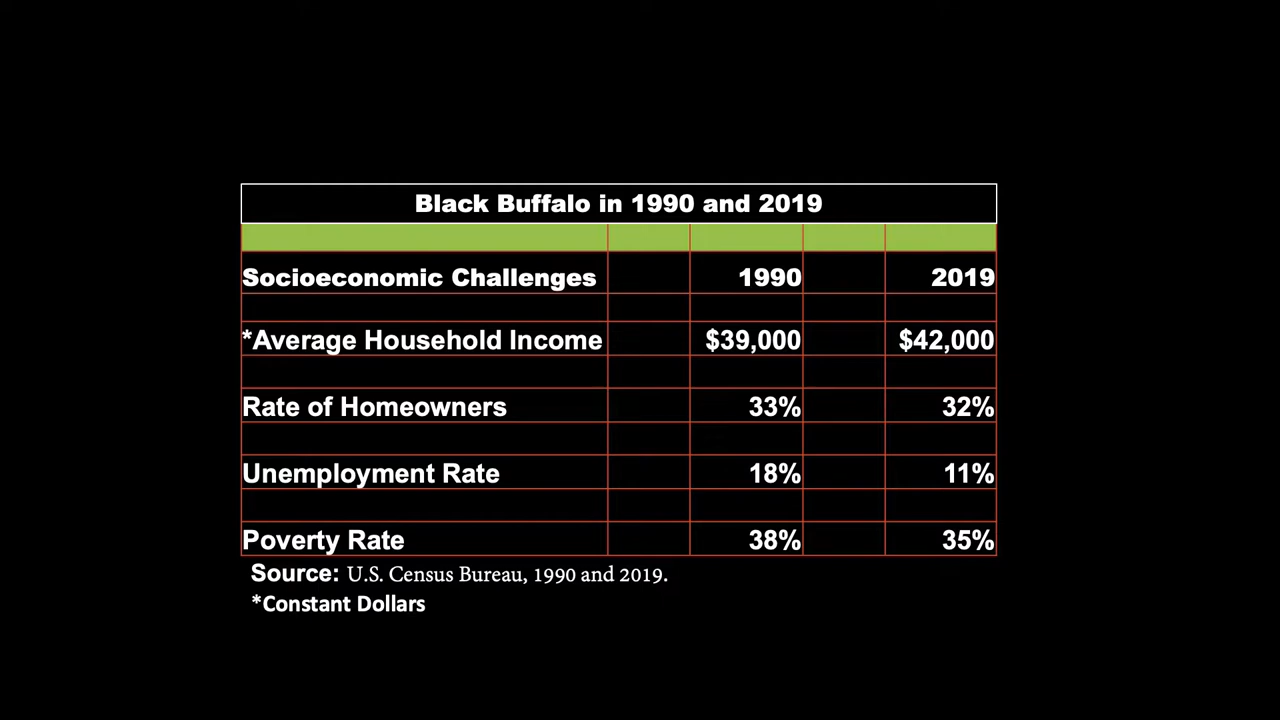 Black Buffalo in 1990 and 2019
Socioeconomic Challenges 1990 2019
*Average Household Income $39,000 $42,000
Rate of Homeowners 33% 32%
Unemployment Rate 18% 11%
Poverty Rate 38% 35%
Source: U.S. Census Bureau, 1990 and 2019.
*Constant Dollars